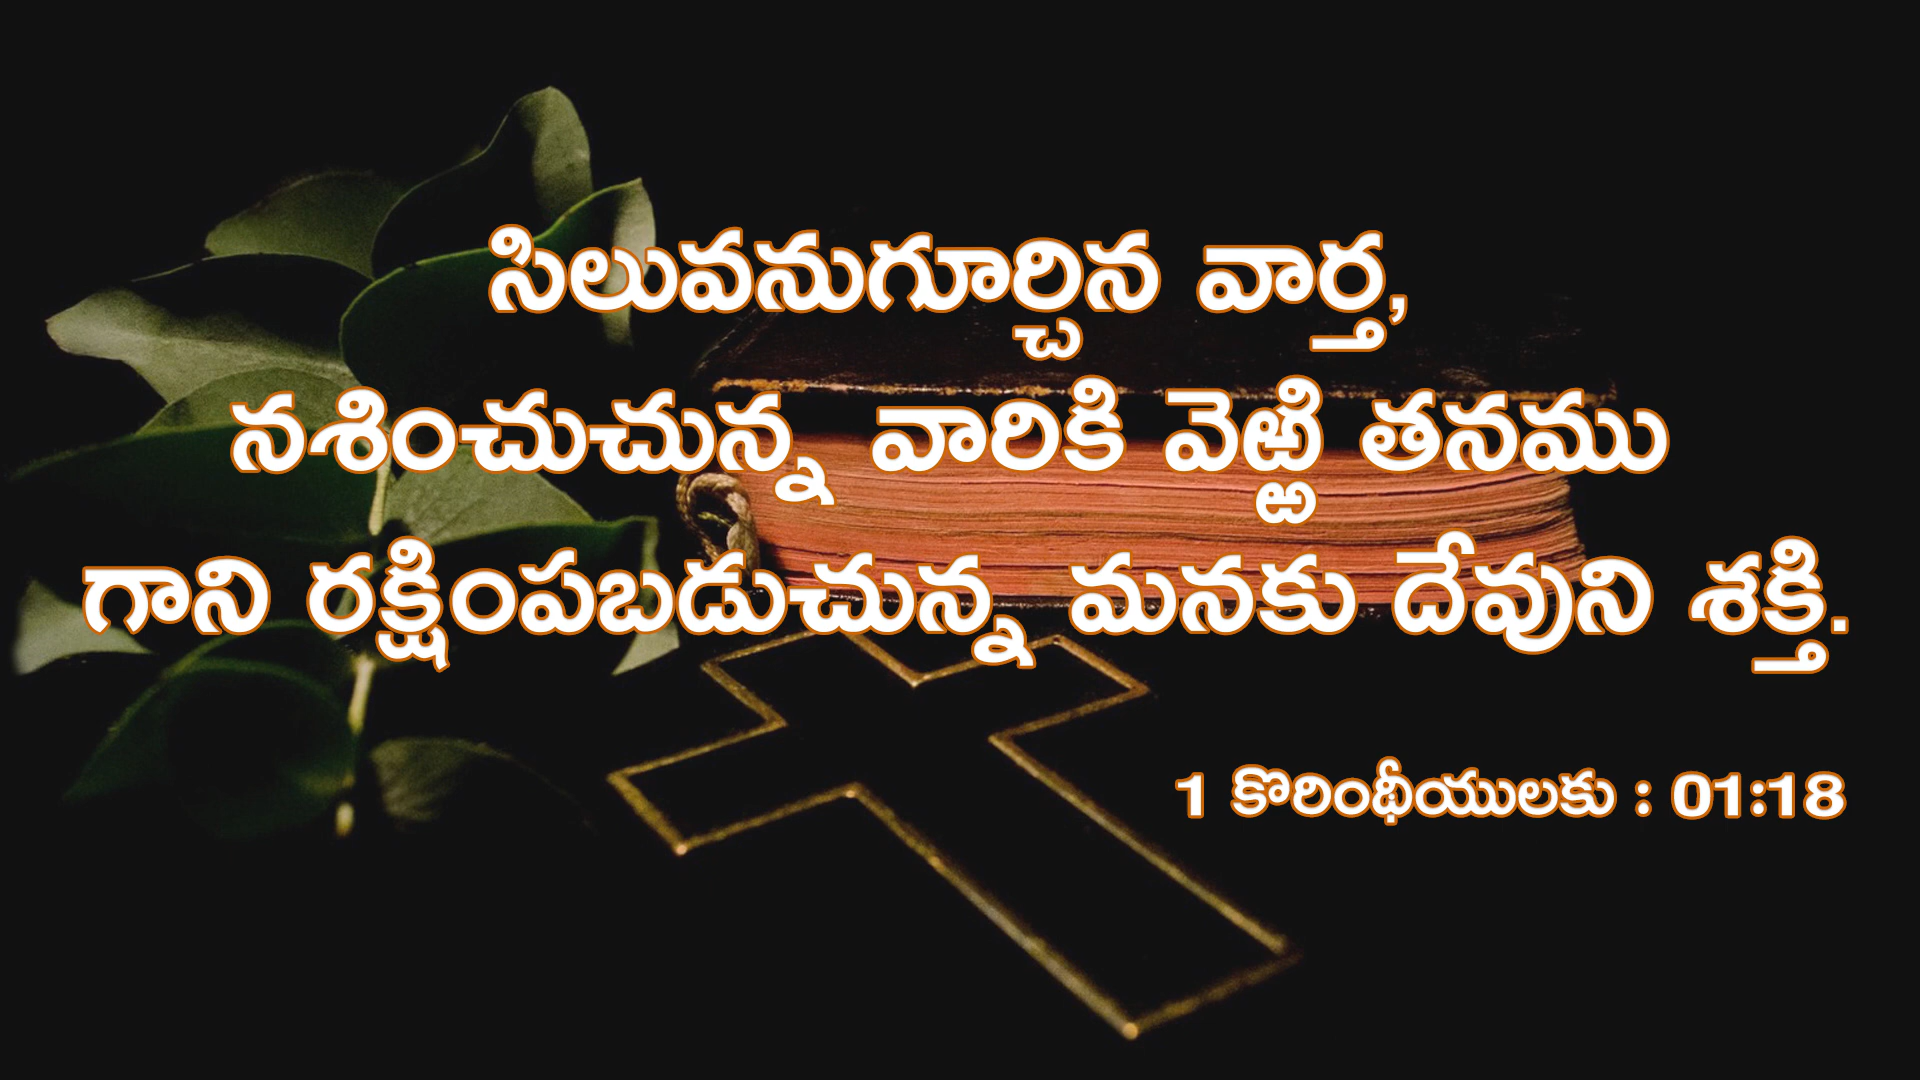 సిలువనుగూర్చిన వార్త,
నశించుచున్న వారికి వెఱ్ఱి తనము
గాని రక్షింపబడుచున్న మనకు దేవుని శక్తి.
1 కొరింథీయులకు : 01:18